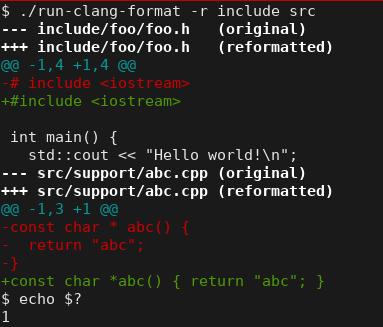 $ ./run-clang-format -r include src
--- include/foo/foo.h   (original)
+++ include/foo/foo.h   (reformatted)
@@ -1,4 +1,4 @@
-# include <iostream>
+#include <iostream>
 int main() {
   std::cout << "Hello world!\n";
--- src/support/abc.cpp (original)
+++ src/support/abc.cpp (reformatted)
@@ -1,3 +1 @@
-const char * abc() {
-  return "abc";
-}
+const char *abc() { return "abc"; }
$ echo $?
1